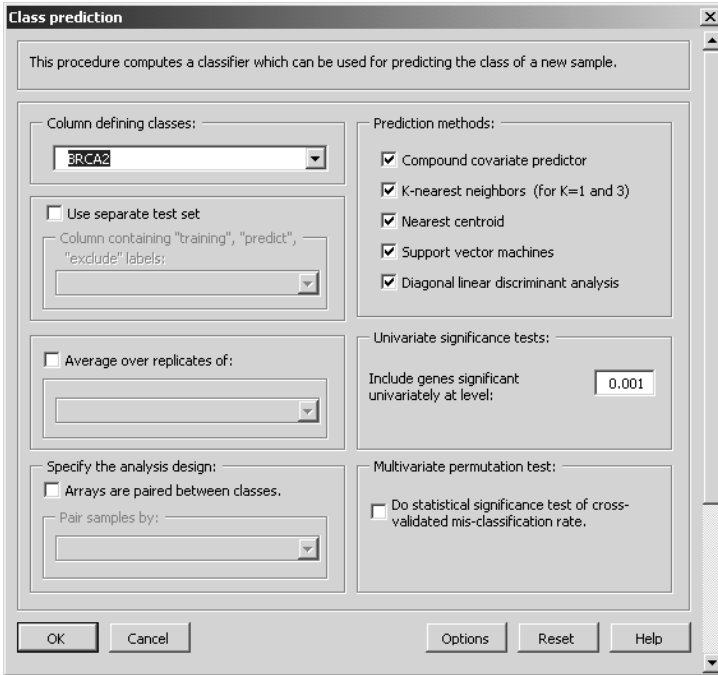 Class prediction
This procedure computes a classifier which can be used for predicting the class of a new sample.
Column defining classes:
BRCA2
Use separate test set
Column containing "training", "predict",
"exclude" labels:
Average over replicates of:
Specify the analysis design:
Arrays are paired between classes.
Pair samples by:
Prediction methods:
Compound covariate predictor
K-nearest neighbors (for K=1 and 3)
Nearest centroid
Support vector machines
Diagonal linear discriminant analysis
Univariate significance tests:
Include genes significant
univariately at level:
0.001
Multivariate permutation test:
Do statistical significance test of cross-
validated mis-classification rate.
OK
Cancel
Options
Reset
Help